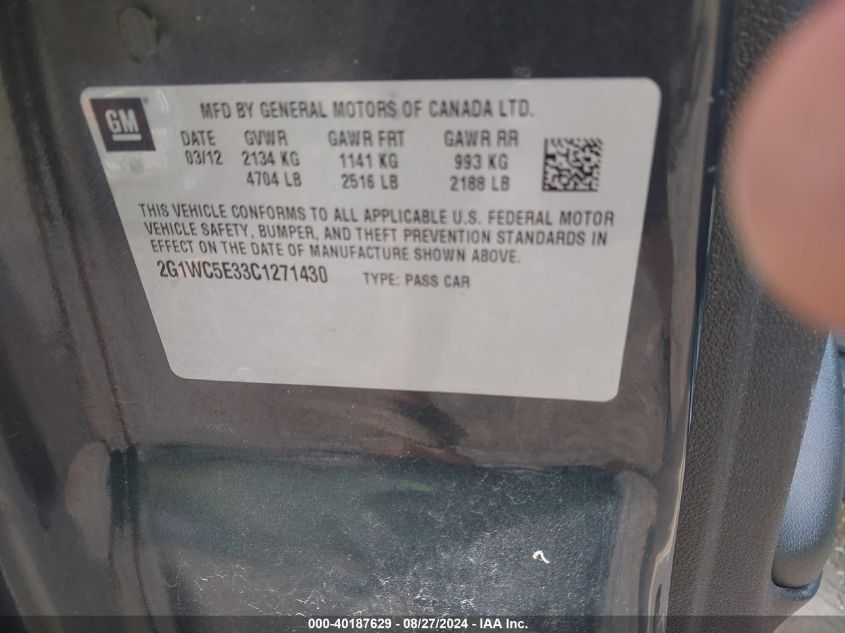 GM
MFD BY GENERAL MOTORS OF CANADA LTD.
DATE GVWR GAWR FRT GAWR RR
03/12 2134 KG 1141 KG 993 KG
4704 LB 2516 LB 2188 LB
THIS VEHICLE CONFORMS TO ALL APPLICABLE U.S. FEDERAL MOTOR
VEHICLE SAFETY, BUMPER, AND THEFT PREVENTION STANDARDS IN
EFFECT ON THE DATE OF MANUFACTURE SHOWN ABOVE.
2G1WC5E33C1271430 TYPE: PASS CAR
000-40187629 - 08/27/2024 - IAA Inc.